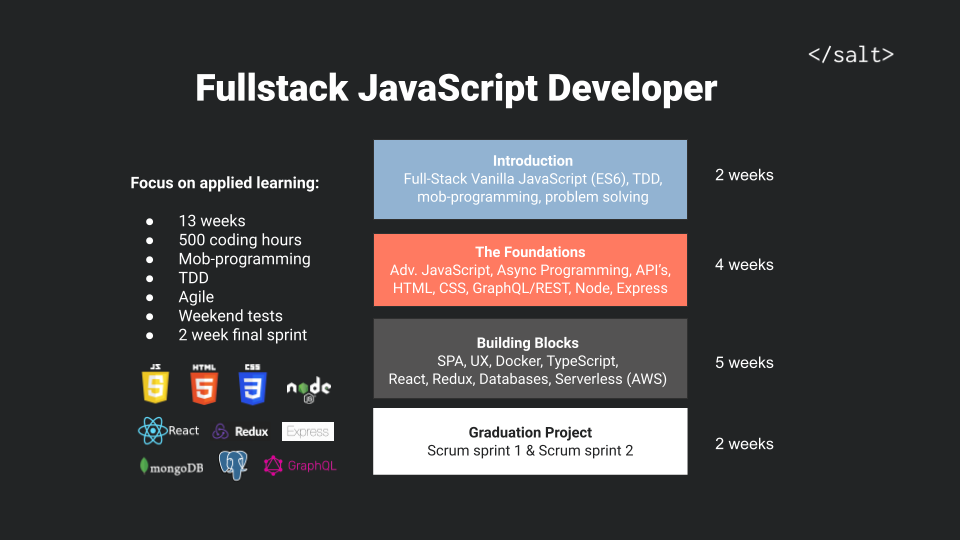 </salt>
Fullstack JavaScript Developer
Focus on applied learning:
● 13 weeks
● 500 coding hours
● Mob-programming
● TDD
● Agile
● Weekend tests
● 2 week final sprint
JS
5
HTML
5
CSS
3
node
JS
React
Redux
Express
mongoDB
GraphQL
Introduction
Full-Stack Vanilla JavaScript (ES6), TDD,
mob-programming, problem solving
2 weeks
The Foundations
Adv. JavaScript, Async Programming, API's,
HTML, CSS, GraphQL/REST, Node, Express
4 weeks
Building Blocks
SPA, UX, Docker, TypeScript,
React, Redux, Databases, Serverless (AWS)
5 weeks
Graduation Project
Scrum sprint 1 & Scrum sprint 2
2 weeks